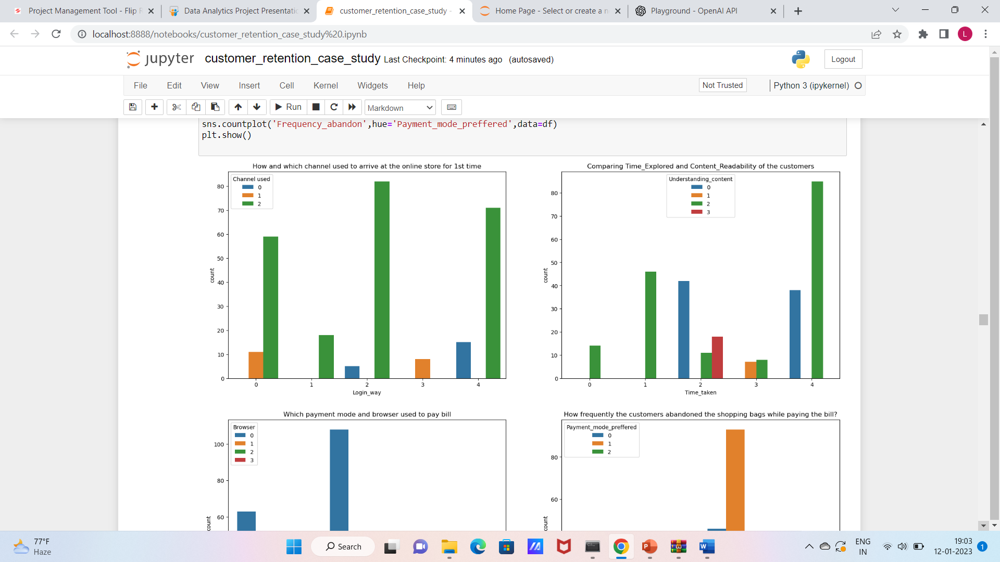 Project Management Tool - Flip R
Data Analytics Project Presentatio
customer_retention_case_study -
Home Page - Select or create a n
Playground - OpenAI API
localhost:8888/notebooks/customer_retention_case_study%20.ipynb
L
jupyter customer_retention_case_study Last Checkpoint: 4 minutes ago (autosaved)
Logout
File Edit View Insert Cell Kernel Widgets Help
Not Trusted
Python 3 (ipykernel)
Run
Markdown
sns.countplot('Frequency_abandon',hue='Payment_mode_preffered',data=df)
plt.show()
How and which channel used to arrive at the online store for 1st time
Channel used
0
1
2
80
70
60
50
40
30
20
10
0
count
0 1 2 3 4
Login_way
Comparing Time_Explored and Content_Readability of the customers
Understanding_content
0
1
2
3
80
70
60
50
40
30
20
10
0
count
0 1 2 3 4
Time_taken
Which payment mode and browser used to pay bill
Browser
0
1
2
3
100
80
60
count
How frequently the customers abandoned the shopping bags while paying the bill?
Payment_mode_preffered
0
1
2
80
60
count
77°F
Haze
Search
ENG
IN
19:03
12-01-2023
1